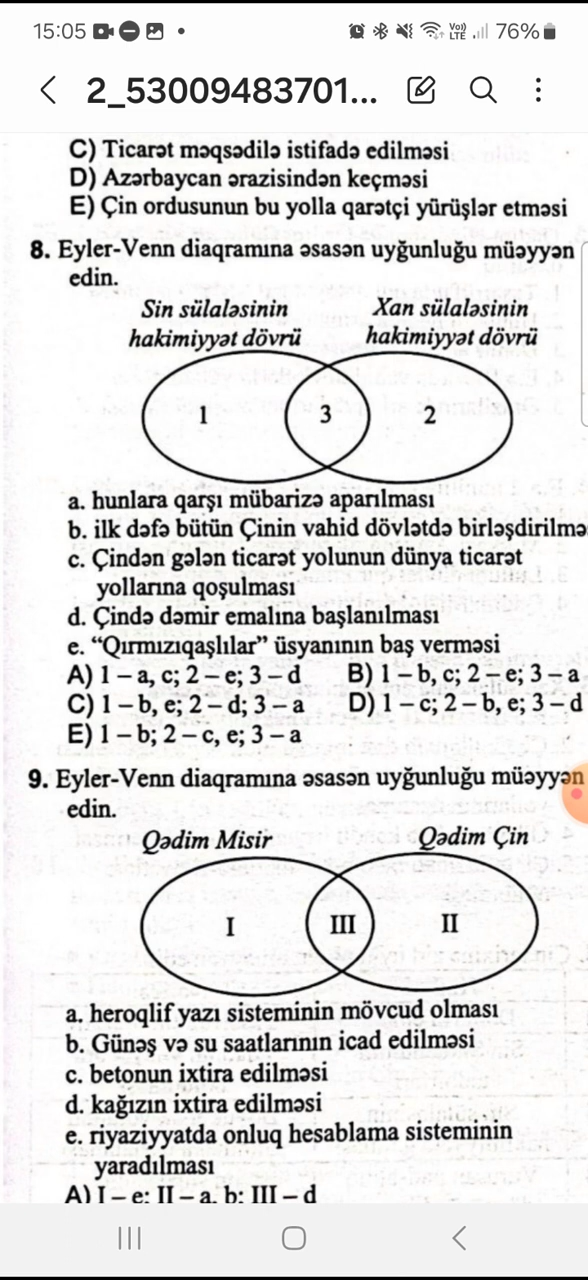 15:05
Vo))
LTE
76%
2_53009483701...
C) Ticarət məqsədilə istifadə edilməsi
D) Azərbaycan ərazisindən keçməsi
E) Çin ordusunun bu yolla qarətçi yürüşlər etməsi
8. Eyler-Venn diaqramına əsasən uyğunluğu müəyyən
edin.
Sin sülaləsinin
hakimiyyət dövrü
Xan sülaləsinin
hakimiyyət dövrü
1
3
2
a. hunlara qarşı mübarizə aparılması
b. ilk dəfə bütün Çinin vahid dövlətdə birləşdirilmə
c. Çindən gələn ticarət yolunun dünya ticarət
yollarına qoşulması
d. Çində dəmir emalına başlanılması
e. “Qırmızıqaşlılar” üsyanının baş verməsi
A) 1 – a, c; 2 – e; 3 – d B) 1 – b, c; 2 – e; 3 – a
C) 1 – b, e; 2 – d; 3 – a D) 1 – c; 2 – b, e; 3 – d
E) 1 – b; 2 – c, e; 3 – a
9. Eyler-Venn diaqramına əsasən uyğunluğu müəyyən
edin.
Qədim Misir
Qədim Çin
I
III
II
a. heroqlif yazı sisteminin mövcud olması
b. Günəş və su saatlarının icad edilməsi
c. betonun ixtira edilməsi
d. kağızın ixtira edilməsi
e. riyaziyyatda onluq hesablama sisteminin
yaradılması
A) I – e; II – a, b; III – d